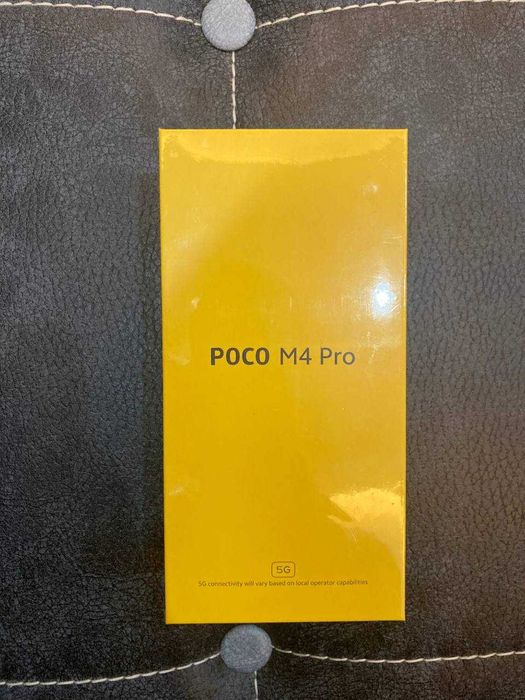 POCO M4 Pro
5G
5G connectivity will vary based on local operator capabilities